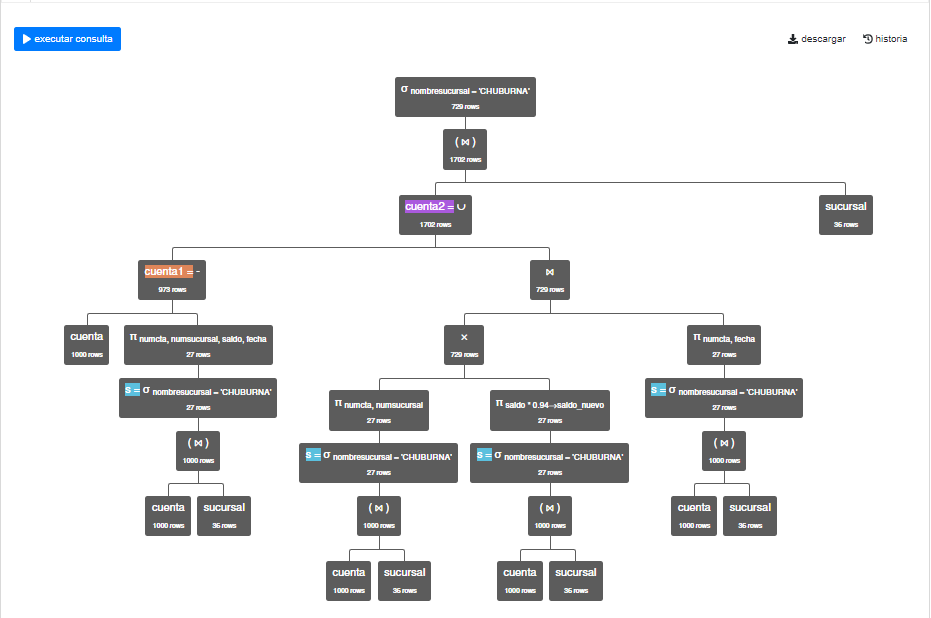 executar consulta
descargar
historia
σ nombresucursal = 'CHUBURNA'
729 rows
( ⋈ )
1702 rows
cuenta2 = ∪
1702 rows
sucursal
36 rows
cuenta1 = -
973 rows
⋈
729 rows
cuenta
1000 rows
π numcta, numsucursal, saldo, fecha
27 rows
×
729 rows
π numcta, fecha
27 rows
s = σ nombresucursal = 'CHUBURNA'
27 rows
π numcta, numsucursal
27 rows
π saldo * 0.94→saldo_nuevo
27 rows
s = σ nombresucursal = 'CHUBURNA'
27 rows
( ⋈ )
1000 rows
s = σ nombresucursal = 'CHUBURNA'
27 rows
s = σ nombresucursal = 'CHUBURNA'
27 rows
( ⋈ )
1000 rows
cuenta
1000 rows
sucursal
36 rows
( ⋈ )
1000 rows
( ⋈ )
1000 rows
cuenta
1000 rows
sucursal
36 rows
cuenta
1000 rows
sucursal
36 rows
cuenta
1000 rows
sucursal
36 rows